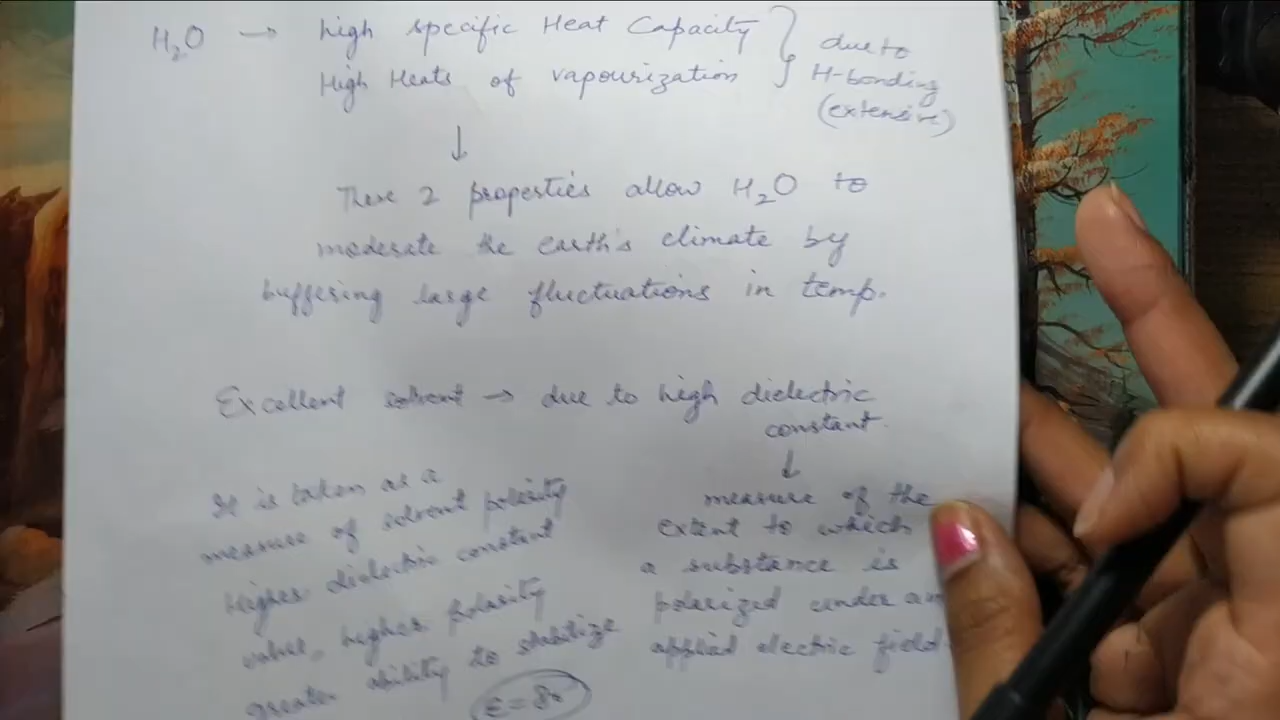 H₂O → high specific Heat Capacity
High Heats of vapourization
} due to
H-bonding
(extensive)
↓
These 2 properties allow H₂O to
moderate the earth's climate by
buffering large fluctuations in temp.
Excellent solvent → due to high dielectric
constant.
↓
measure of the
extent to which
a substance is
polarized under an
applied electric field.
It is taken as a
measure of solvent polarity
Higher dielectric constant
value, higher polarity
greater ability to stabilize
ε =